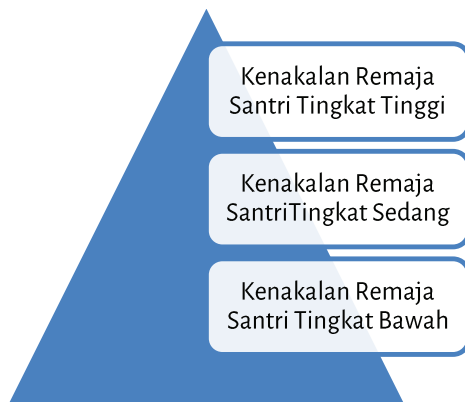 Kenakalan Remaja
Santri Tingkat Tinggi
Kenakalan Remaja
SantriTingkat Sedang
Kenakalan Remaja
Santri Tingkat Bawah